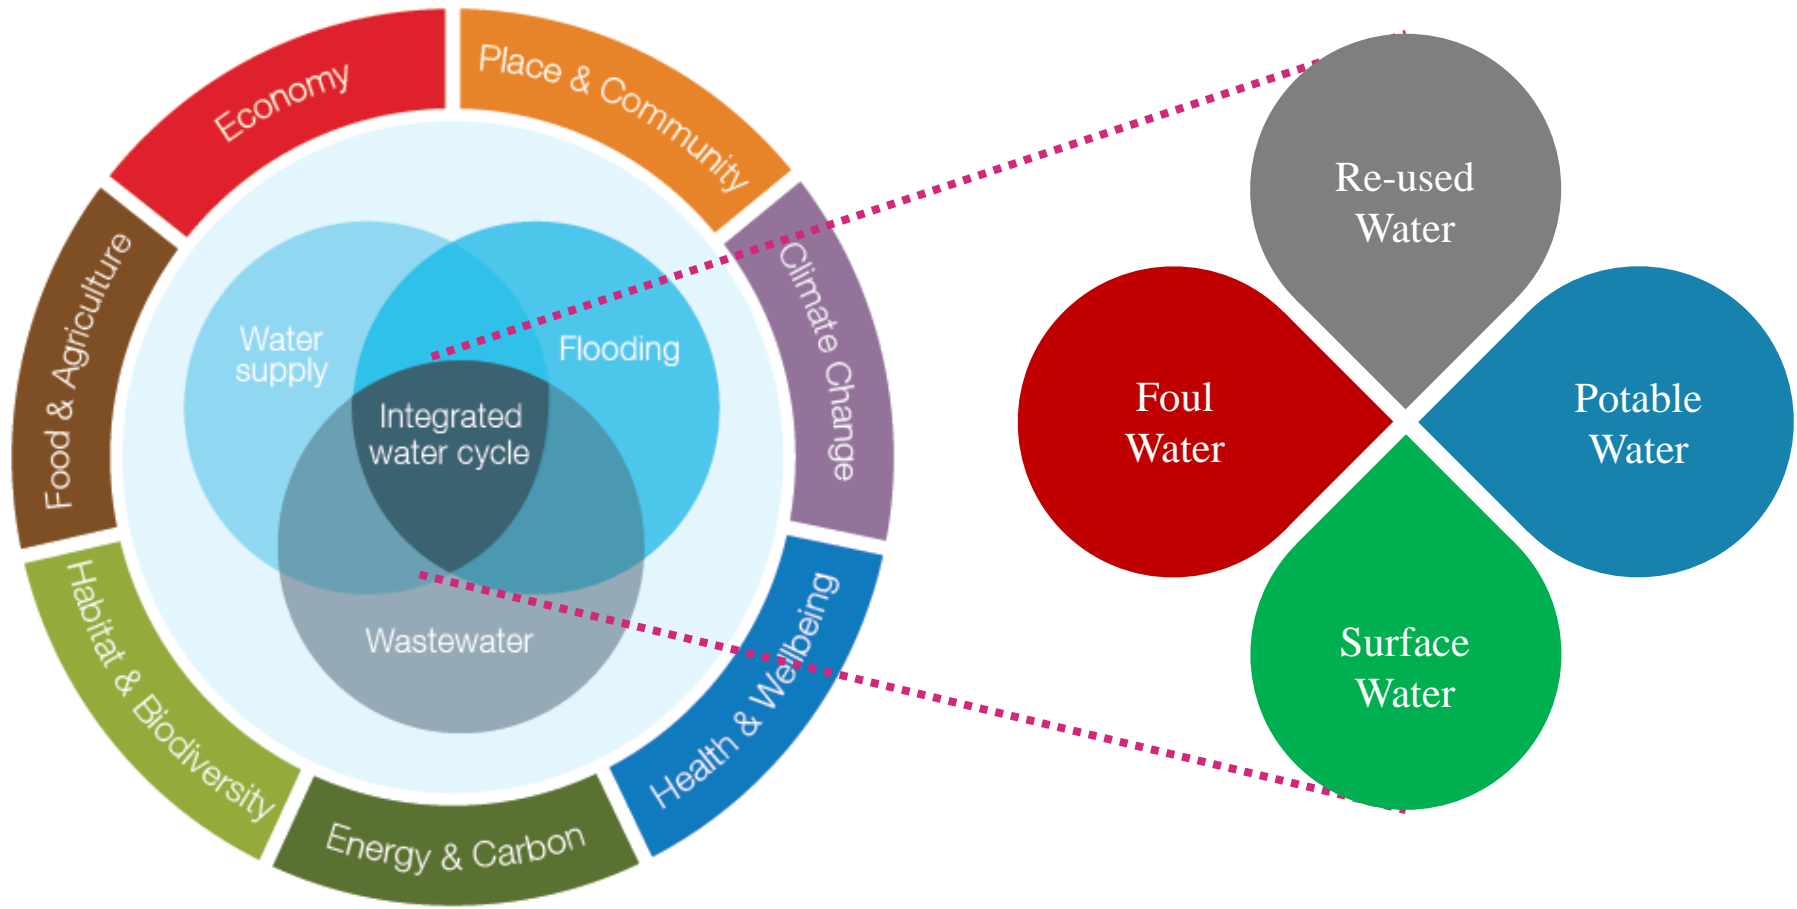 Economy
Place & Community
Climate Change
Health & Wellbeing
Energy & Carbon
Habitat & Biodiversity
Food & Agriculture
Water
supply
Flooding
Integrated
water cycle
Wastewater
Re-used
Water
Foul
Water
Potable
Water
Surface
Water